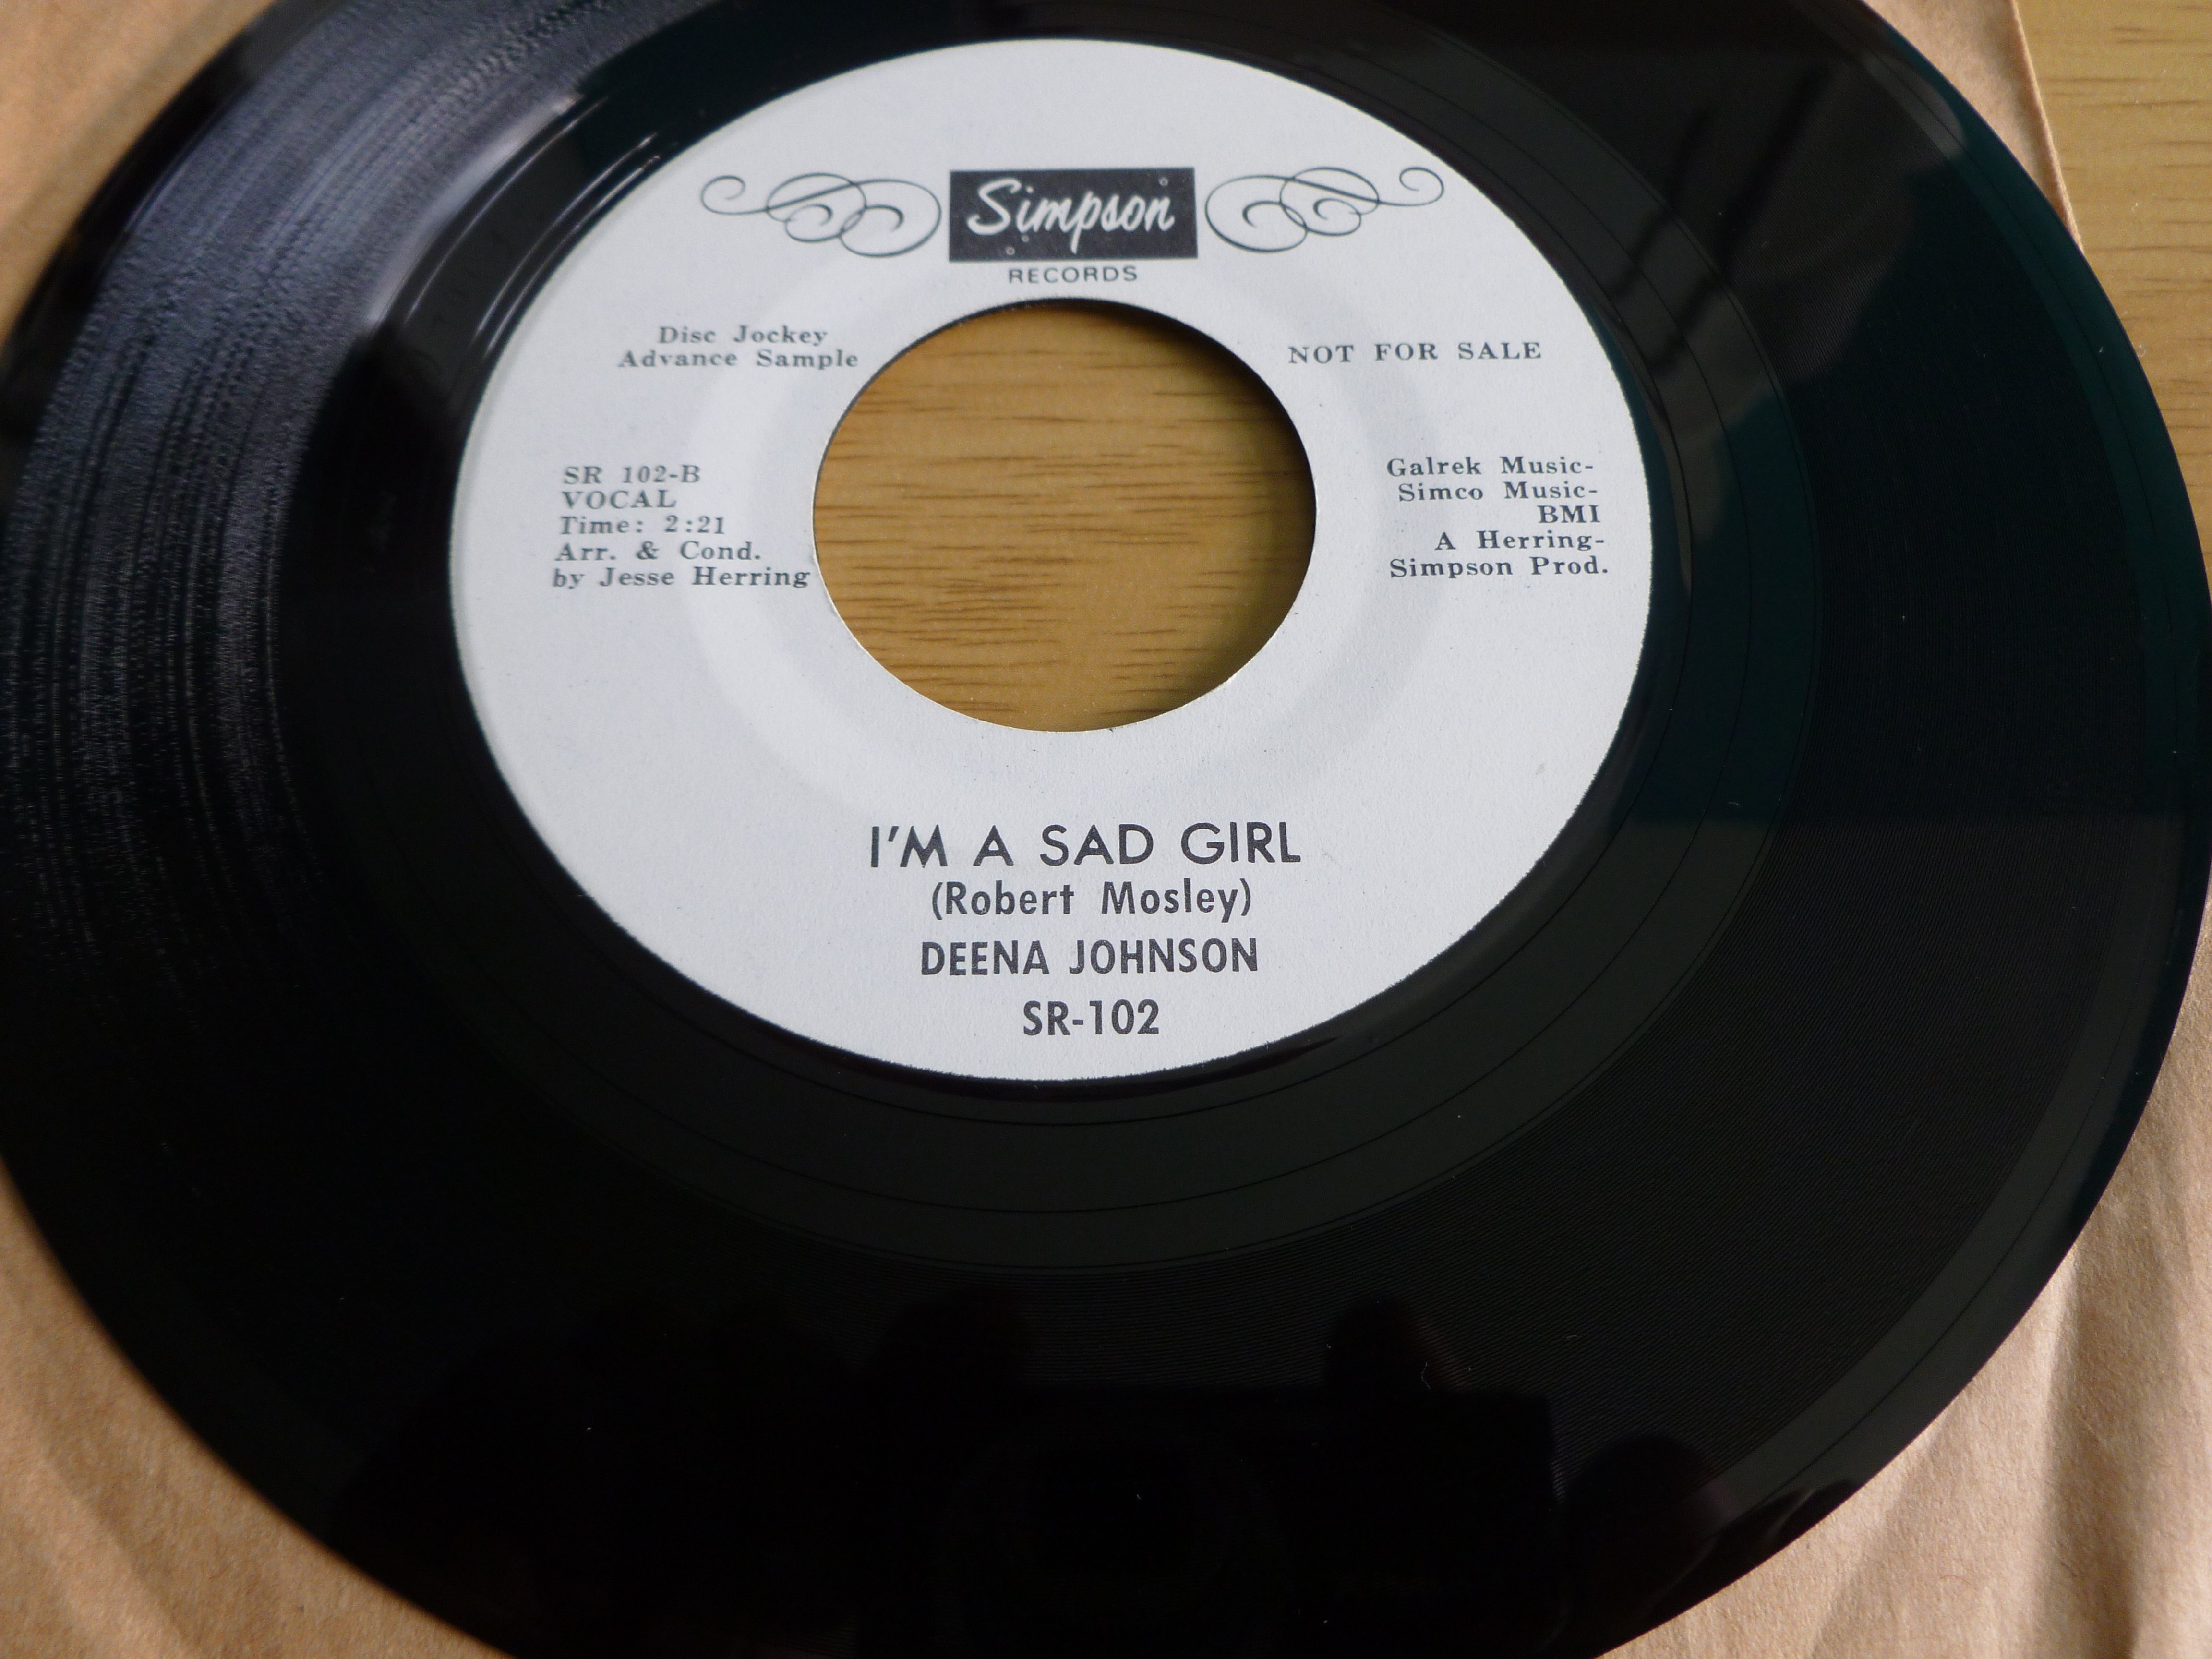 Simpson
RECORDS
Disc Jockey
Advance Sample
NOT FOR SALE
SR 102-B
VOCAL
Time: 2:21
Arr. & Cond.
by Jesse Herring
Galrek Music-
Simco Music-
BMI
A Herring-
Simpson Prod.
I'M A SAD GIRL
(Robert Mosley)
DEENA JOHNSON
SR-102